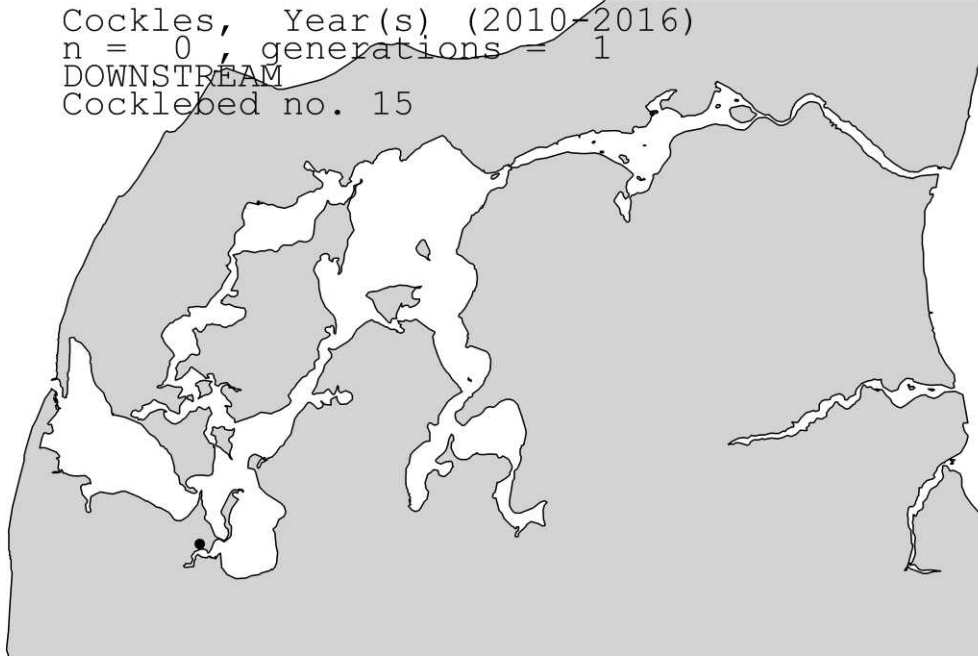 Cockles, Year(s) (2010-2016)
n = 0 , generations = 1
DOWNSTREAM
Cocklebed no. 15